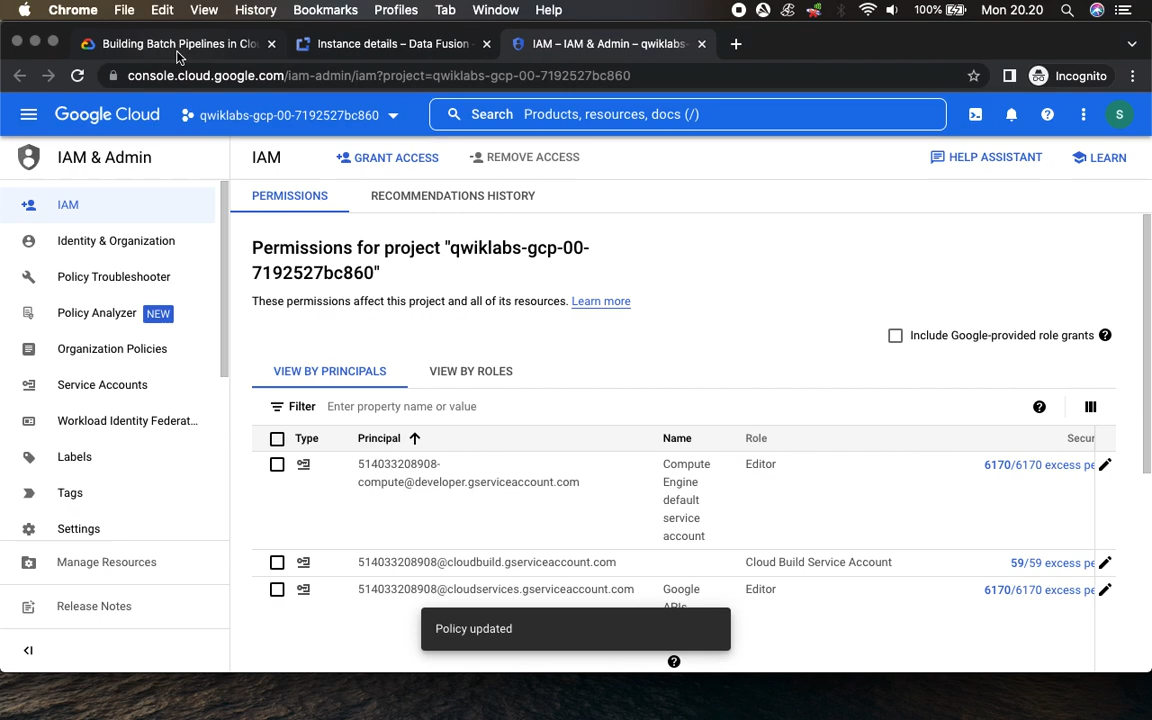 Chrome File Edit View History Bookmarks Profiles Tab Window Help 100% Mon 20.20
Building Batch Pipelines in Clo Instance details – Data Fusion IAM – IAM & Admin – qwiklabs-
console.cloud.google.com/iam-admin/iam?project=qwiklabs-gcp-00-7192527bc860 Incognito
Google Cloud qwiklabs-gcp-00-7192527bc860 Search Products, resources, docs (/) S
IAM & Admin IAM GRANT ACCESS REMOVE ACCESS HELP ASSISTANT LEARN
IAM
Identity & Organization
Policy Troubleshooter
Policy Analyzer NEW
Organization Policies
Service Accounts
Workload Identity Federat...
Labels
Tags
Settings
Manage Resources
Release Notes
PERMISSIONS RECOMMENDATIONS HISTORY
Permissions for project "qwiklabs-gcp-00-
7192527bc860"
These permissions affect this project and all of its resources. Learn more
Include Google-provided role grants
VIEW BY PRINCIPALS VIEW BY ROLES
Filter Enter property name or value
Type Principal Name Role Secur
514033208908- Compute Editor 6170/6170 excess pe
compute@developer.gserviceaccount.com Engine
default
service
account
514033208908@cloudbuild.gserviceaccount.com Cloud Build Service Account 59/59 excess pe
514033208908@cloudservices.gserviceaccount.com Google Editor 6170/6170 excess pe
APIs
Policy updated